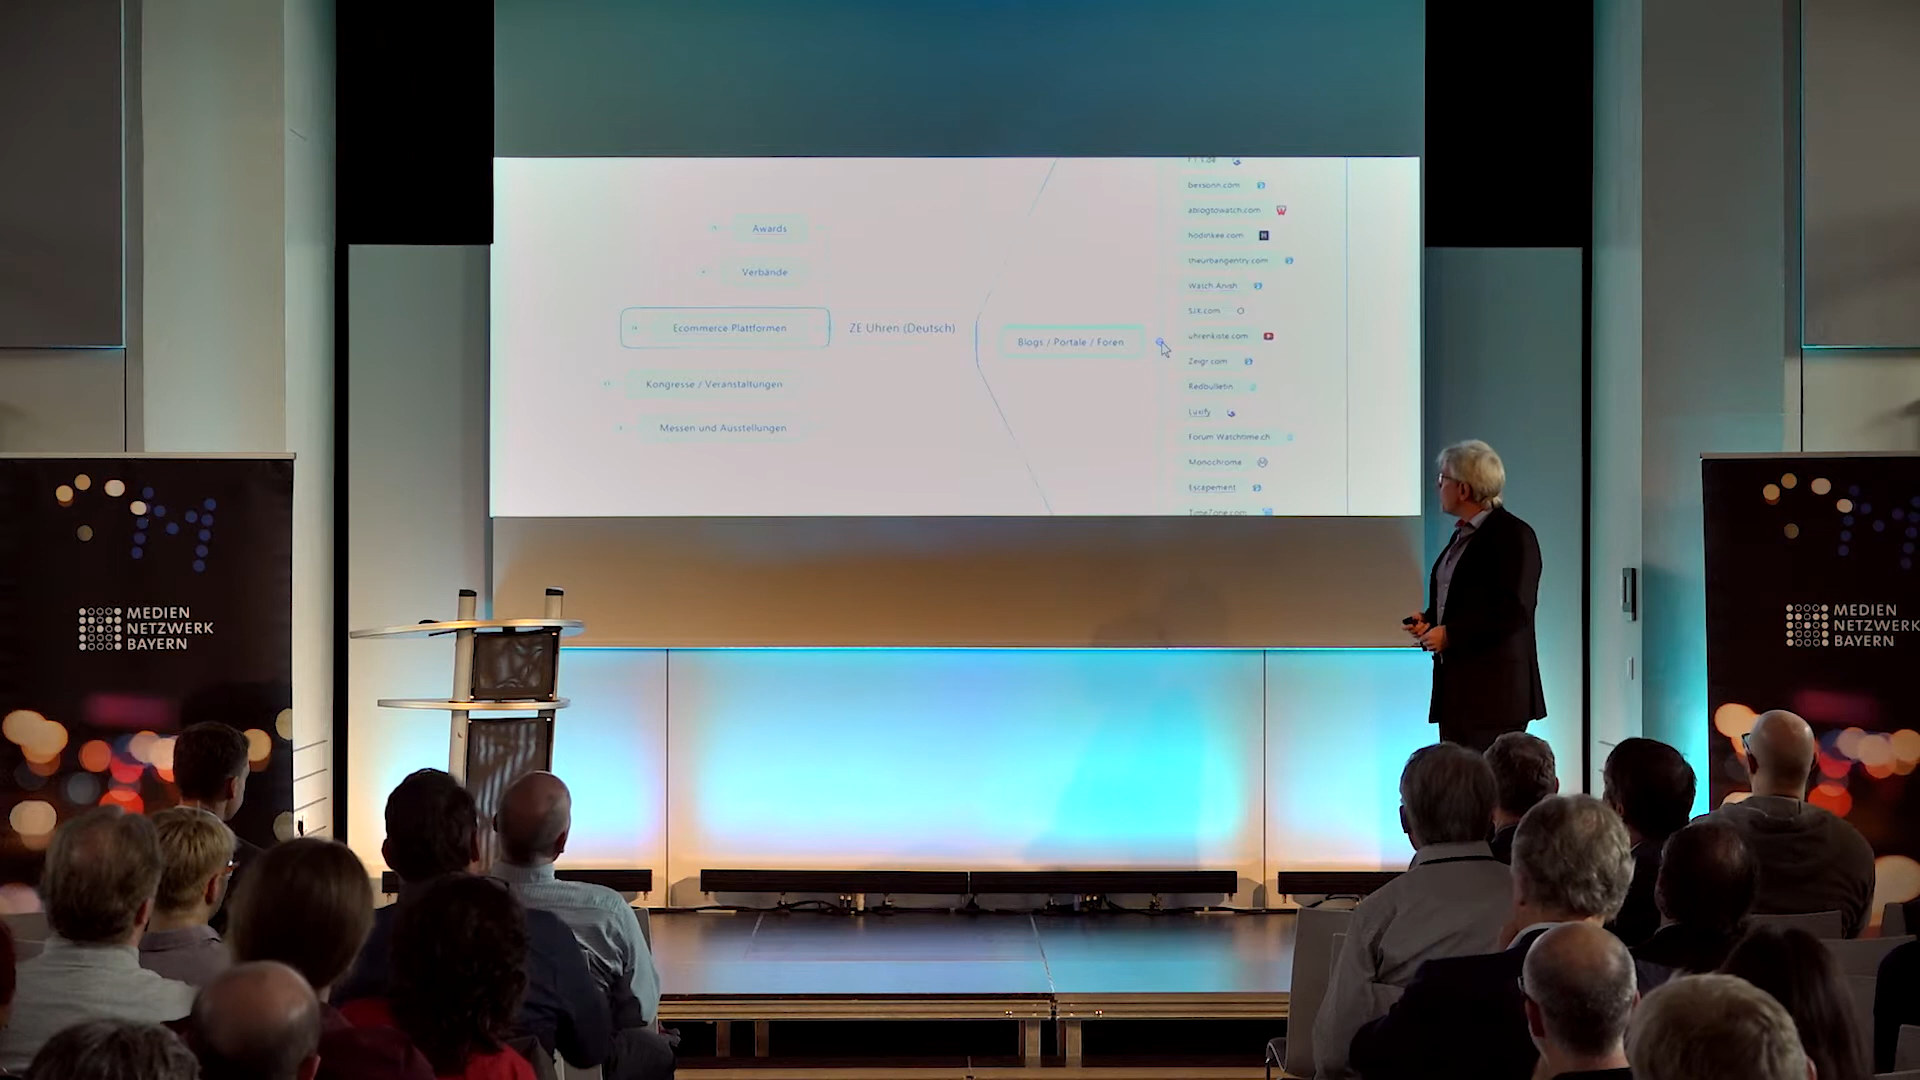 Awards
Verbände
Ecommerce Plattformen
Kongresse / Veranstaltungen
Messen und Ausstellungen
ZE Uhren (Deutsch)
Blogs / Portale / Foren
ablogtowatch.com
hodinkee.com
theurbangentry.com
Watch Anish
SJX.com
uhrenkiste.com
Zeigr.com
Redbulletin
Luxify
Forum Watchtime.ch
Monochrome
Escapement
TimeZone.com
MEDIEN
NETZWERK
BAYERN
MEDIEN
NETZWERK
BAYERN